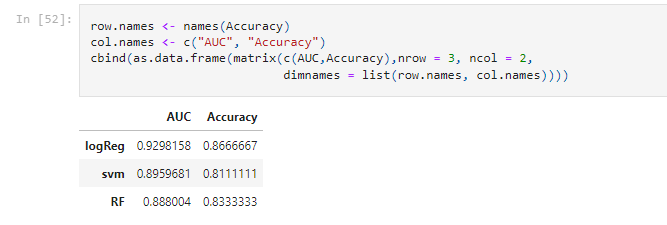 In [52]:
row.names <- names(Accuracy)
col.names <- c("AUC", "Accuracy")
cbind(as.data.frame(matrix(c(AUC,Accuracy),nrow = 3, ncol = 2,
dimnames = list(row.names, col.names))))
AUC Accuracy
logReg 0.9298158 0.8666667
svm 0.8959681 0.8111111
RF 0.888004 0.8333333